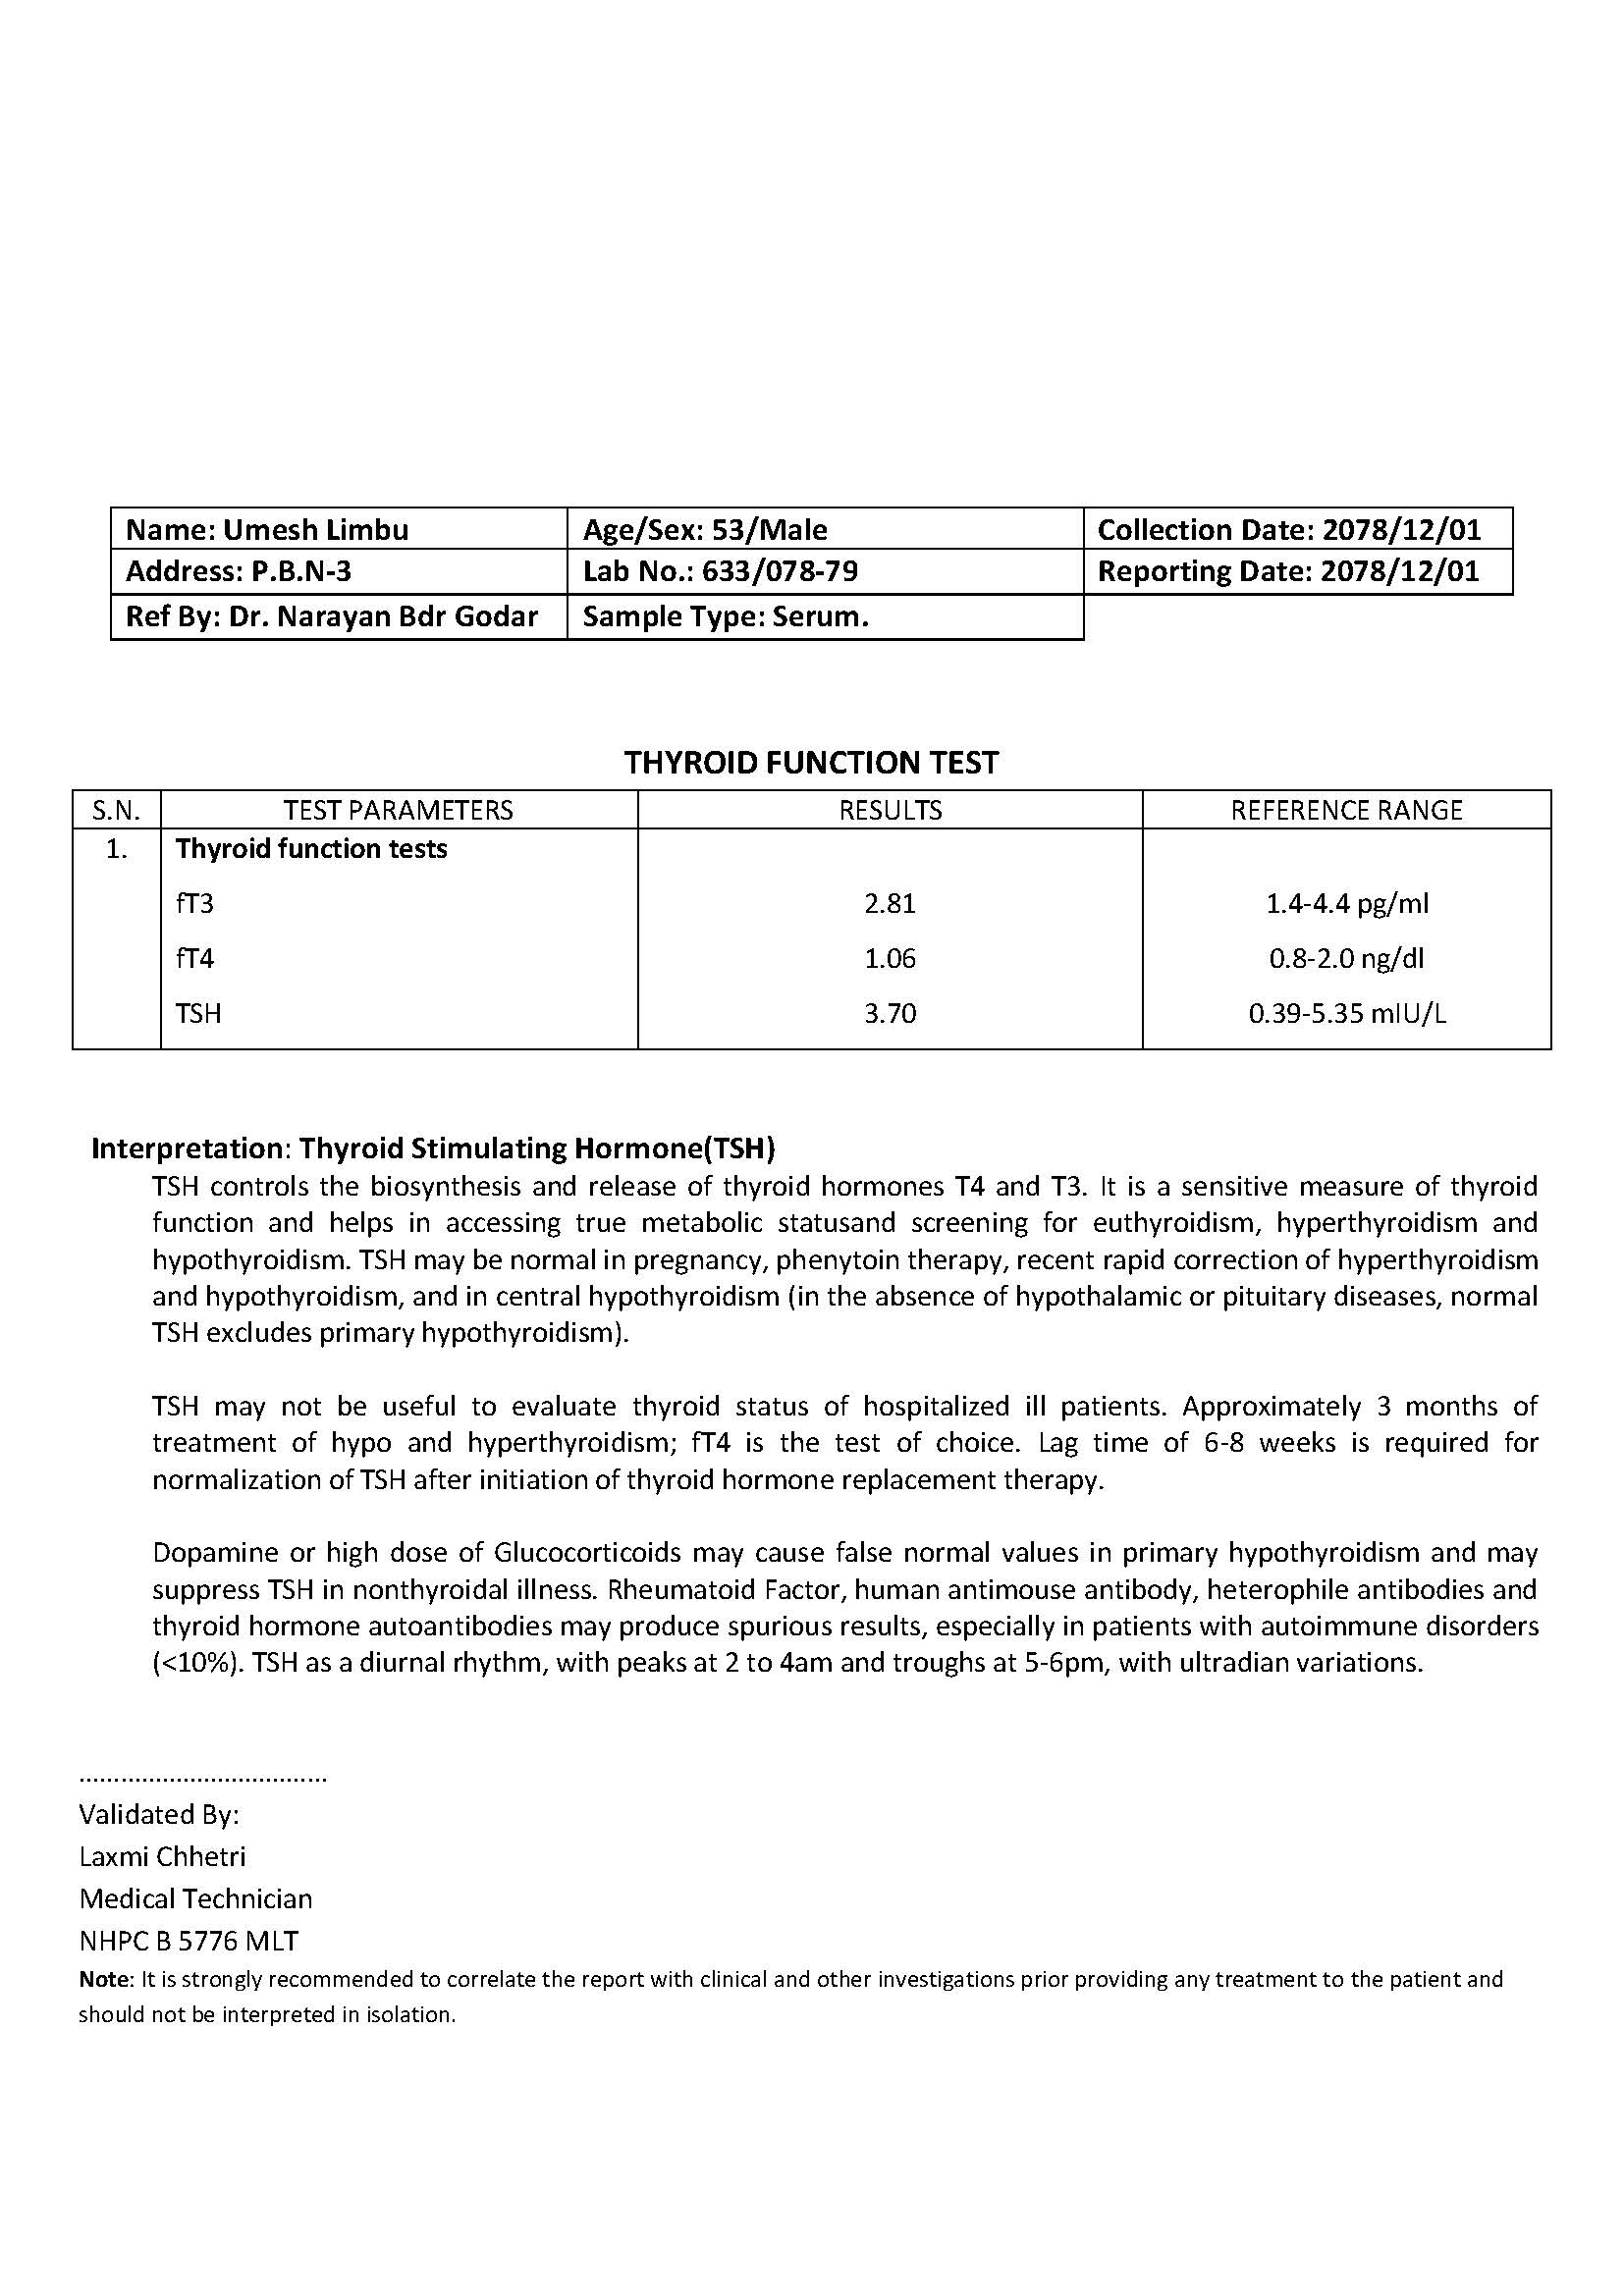 Name: Umesh Limbu Age/Sex: 53/Male Collection Date: 2078/12/01
Address: P.B.N-3 Lab No.: 633/078-79 Reporting Date: 2078/12/01
Ref By: Dr. Narayan Bdr Godar Sample Type: Serum.
THYROID FUNCTION TEST
S.N. TEST PARAMETERS RESULTS REFERENCE RANGE
1. Thyroid function tests
fT3 2.81 1.4-4.4 pg/ml
fT4 1.06 0.8-2.0 ng/dl
TSH 3.70 0.39-5.35 mIU/L
Interpretation: Thyroid Stimulating Hormone(TSH)
TSH controls the biosynthesis and release of thyroid hormones T4 and T3. It is a sensitive measure of thyroid
function and helps in accessing true metabolic statusand screening for euthyroidism, hyperthyroidism and
hypothyroidism. TSH may be normal in pregnancy, phenytoin therapy, recent rapid correction of hyperthyroidism
and hypothyroidism, and in central hypothyroidism (in the absence of hypothalamic or pituitary diseases, normal
TSH excludes primary hypothyroidism).
TSH may not be useful to evaluate thyroid status of hospitalized ill patients. Approximately 3 months of
treatment of hypo and hyperthyroidism; fT4 is the test of choice. Lag time of 6-8 weeks is required for
normalization of TSH after initiation of thyroid hormone replacement therapy.
Dopamine or high dose of Glucocorticoids may cause false normal values in primary hypothyroidism and may
suppress TSH in nonthyroidal illness. Rheumatoid Factor, human antimouse antibody, heterophile antibodies and
thyroid hormone autoantibodies may produce spurious results, especially in patients with autoimmune disorders
(<10%). TSH as a diurnal rhythm, with peaks at 2 to 4am and troughs at 5-6pm, with ultradian variations.
....................................
Validated By:
Laxmi Chhetri
Medical Technician
NHPC B 5776 MLT
Note: It is strongly recommended to correlate the report with clinical and other investigations prior providing any treatment to the patient and
should not be interpreted in isolation.